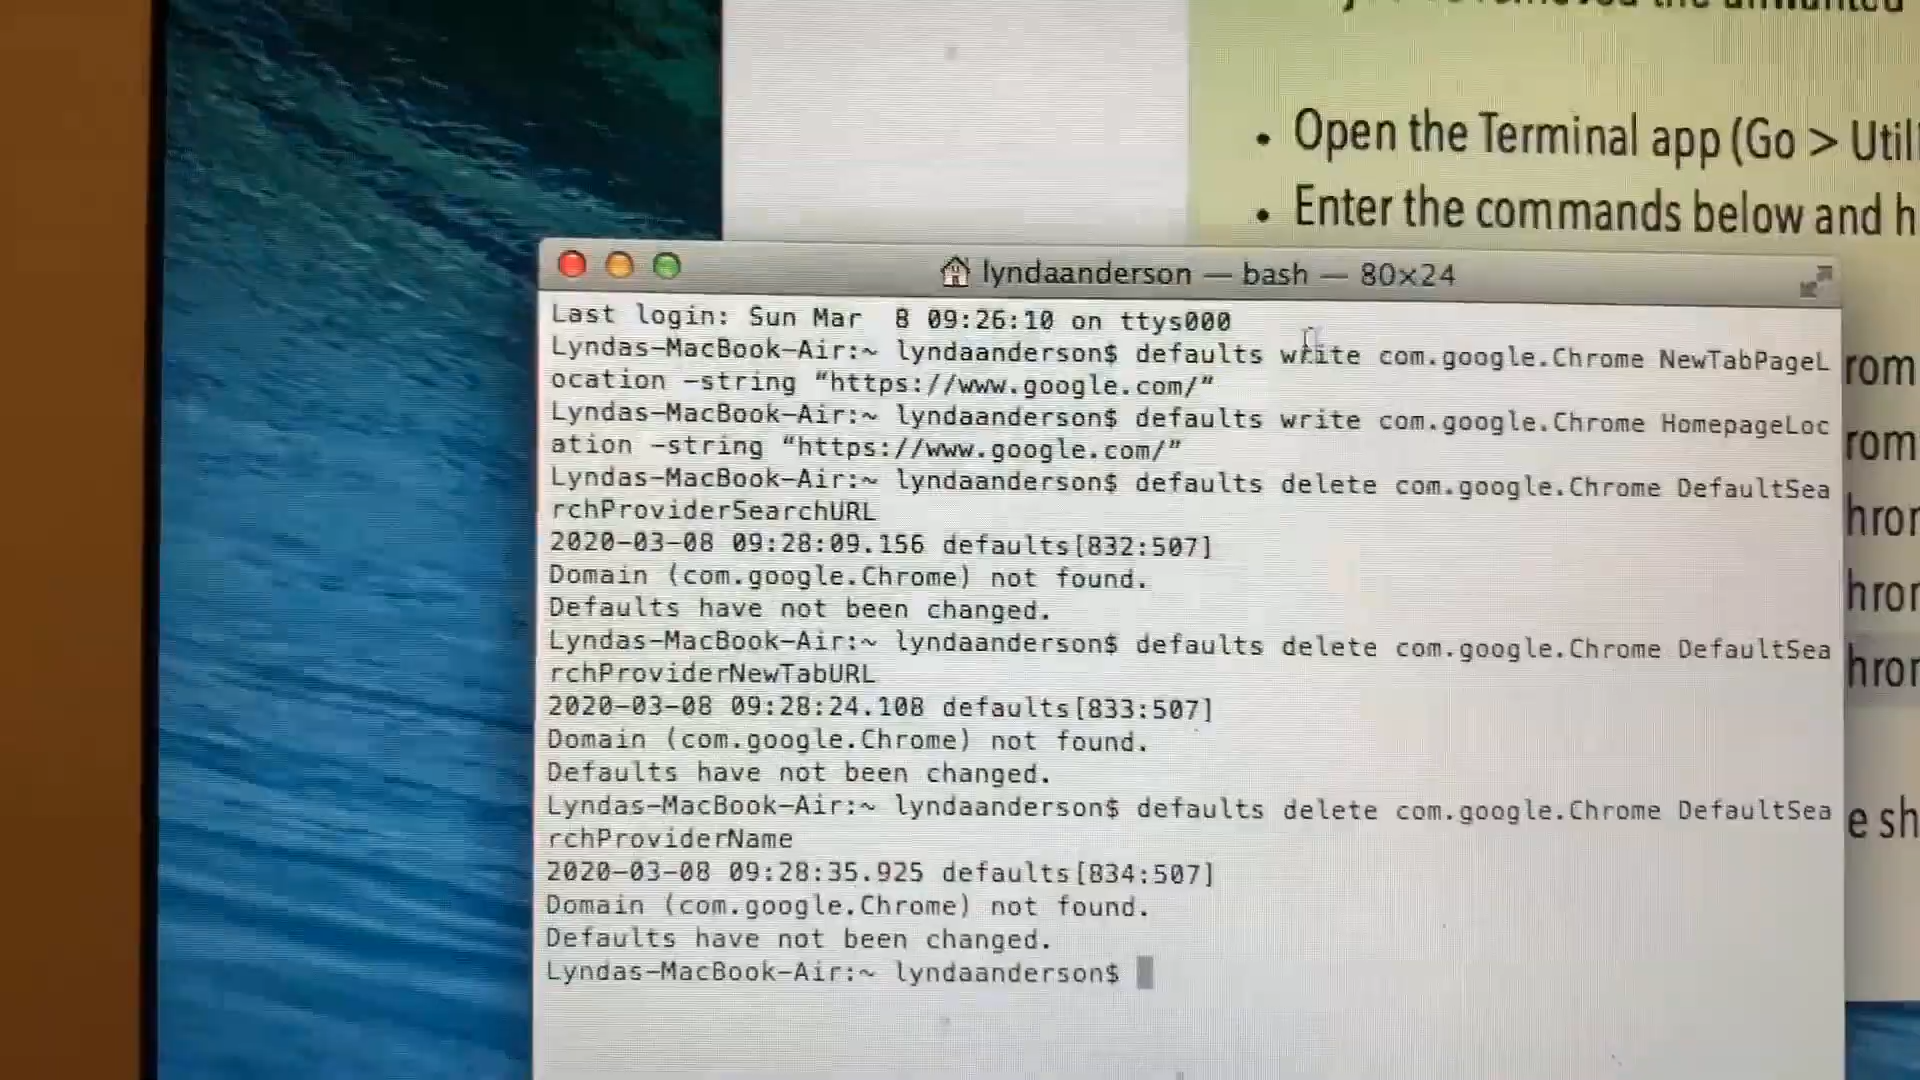 removed the unwanted
• Open the Terminal app (Go > Util
• Enter the commands below and h
lyndaanderson — bash — 80×24
Last login: Sun Mar  8 09:26:10 on ttys000
Lyndas-MacBook-Air:~ lyndaanderson$ defaults write com.google.Chrome NewTabPageL
ocation -string “https://www.google.com/”
Lyndas-MacBook-Air:~ lyndaanderson$ defaults write com.google.Chrome HomepageLoc
ation -string “https://www.google.com/”
Lyndas-MacBook-Air:~ lyndaanderson$ defaults delete com.google.Chrome DefaultSea
rchProviderSearchURL
2020-03-08 09:28:09.156 defaults[832:507]
Domain (com.google.Chrome) not found.
Defaults have not been changed.
Lyndas-MacBook-Air:~ lyndaanderson$ defaults delete com.google.Chrome DefaultSea
rchProviderNewTabURL
2020-03-08 09:28:24.108 defaults[833:507]
Domain (com.google.Chrome) not found.
Defaults have not been changed.
Lyndas-MacBook-Air:~ lyndaanderson$ defaults delete com.google.Chrome DefaultSea
rchProviderName
2020-03-08 09:28:35.925 defaults[834:507]
Domain (com.google.Chrome) not found.
Defaults have not been changed.
Lyndas-MacBook-Air:~ lyndaanderson$
rom
rom
hror
hror
hror
e sh